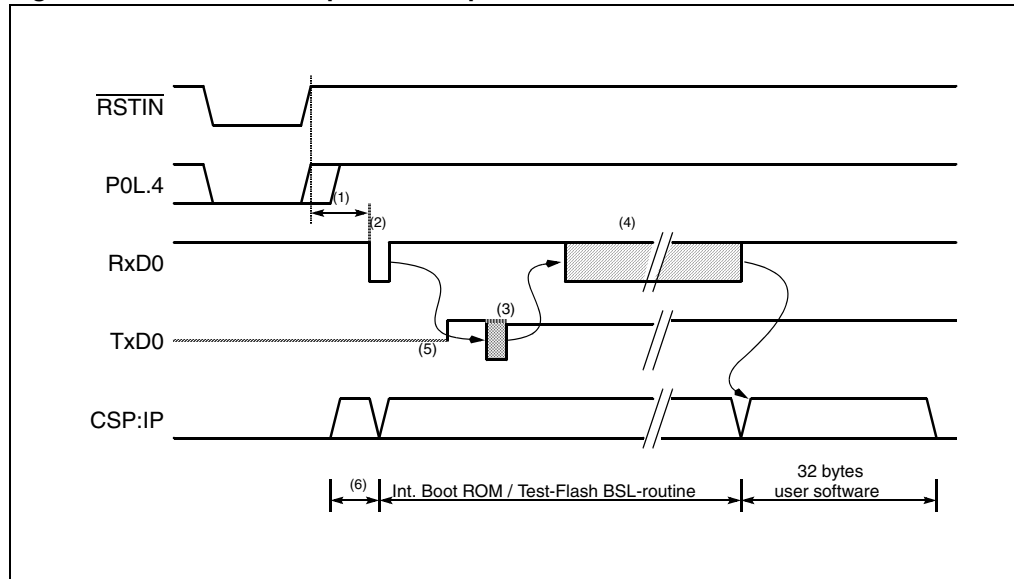 RSTIN
P0L.4
(1)
(2)
(4)
RxD0
(3)
TxD0
(5)
CSP:IP
(6)
Int. Boot ROM / Test-Flash BSL-routine
32 bytes
user software